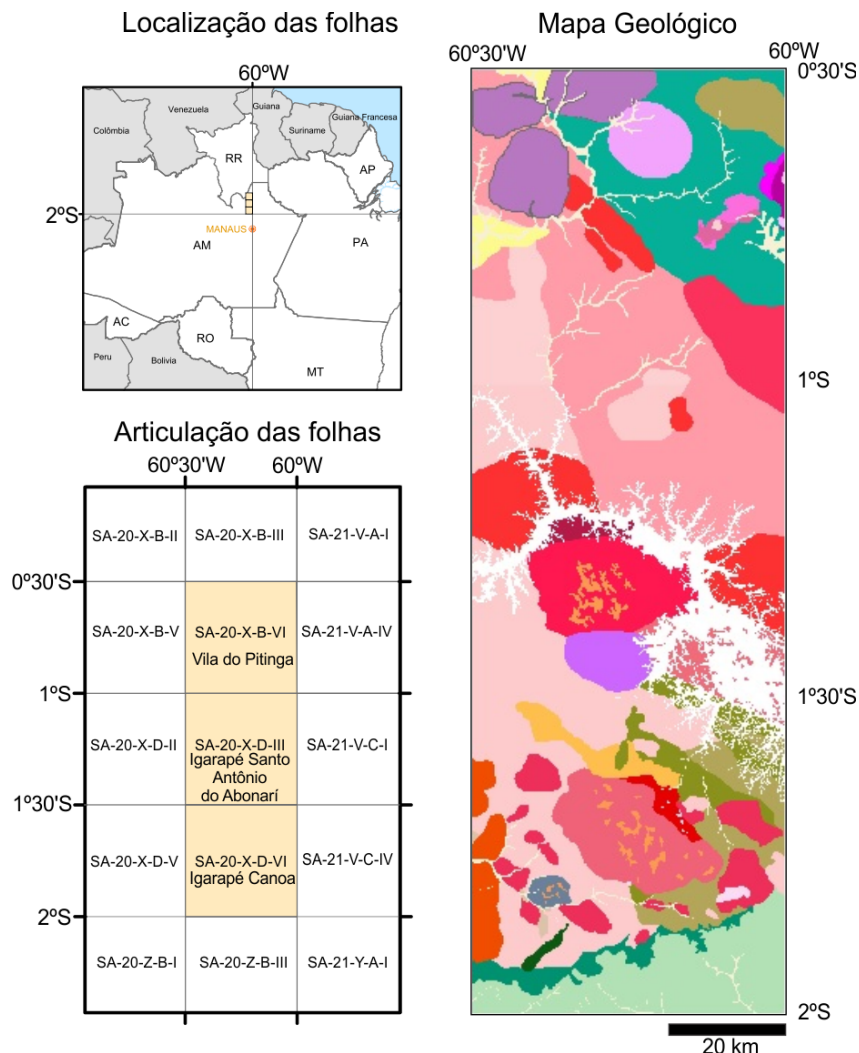 Localização das folhas
60ºW
Venezuela
Guiana
Guiana Francesa
Suriname
Colômbia
RR
AP
2ºS
MANAUS
AM
PA
AC
RO
Peru
Bolivia
MT
Articulação das folhas
60º30'W
60ºW
SA-20-X-B-II
SA-20-X-B-III
SA-21-V-A-I
0º30'S
SA-20-X-B-V
SA-20-X-B-VI
SA-21-V-A-IV
Vila do Pitinga
1ºS
SA-20-X-D-II
SA-20-X-D-III
SA-21-V-C-I
Igarapé Santo
Antônio
do Abonarí
1º30'S
SA-20-X-D-V
SA-20-X-D-VI
SA-21-V-C-IV
Igarapé Canoa
2ºS
SA-20-Z-B-I
SA-20-Z-B-III
SA-21-Y-A-I
Mapa Geológico
60º30'W
60ºW
0º30'S
1ºS
1º30'S
2ºS
20 km